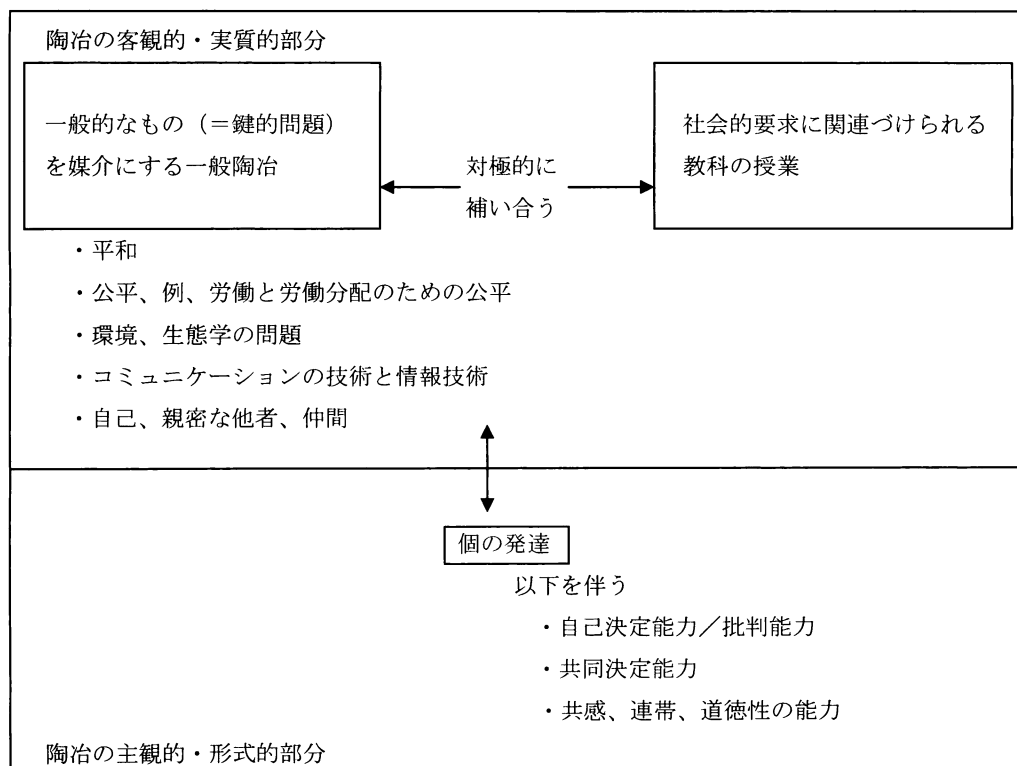 陶冶の客観的・実質的部分
一般的なもの(=鍵的問題)
を媒介にする一般陶冶
対極的に
補い合う
社会的要求に関連づけられる
教科の授業
・平和
・公平、例、労働と労働分配のための公平
・環境、生態学の問題
・コミュニケーションの技術と情報技術
・自己、親密な他者、仲間
個の発達
以下を伴う
・自己決定能力/批判能力
・共同決定能力
・共感、連帯、道徳性の能力
陶冶の主観的・形式的部分